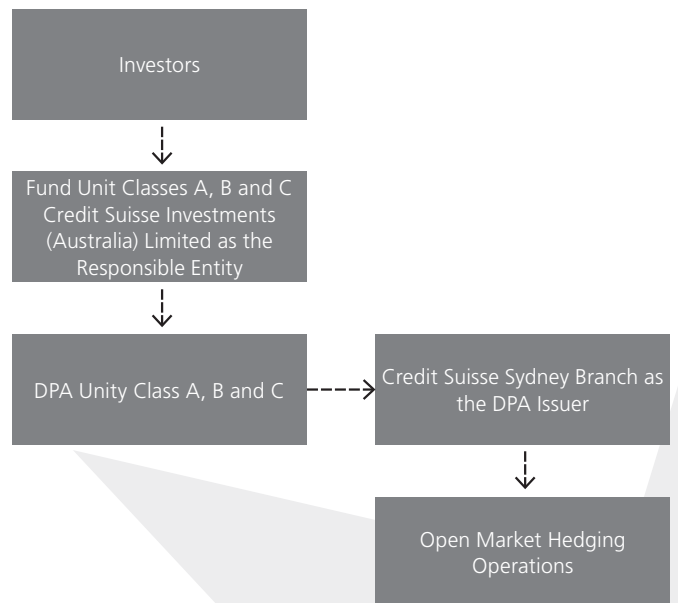 Investors
Fund Unit Classes A, B and C
Credit Suisse Investments
(Australia) Limited as the
Responsible Entity
DPA Unity Class A, B and C
Credit Suisse Sydney Branch as
the DPA Issuer
Open Market Hedging
Operations